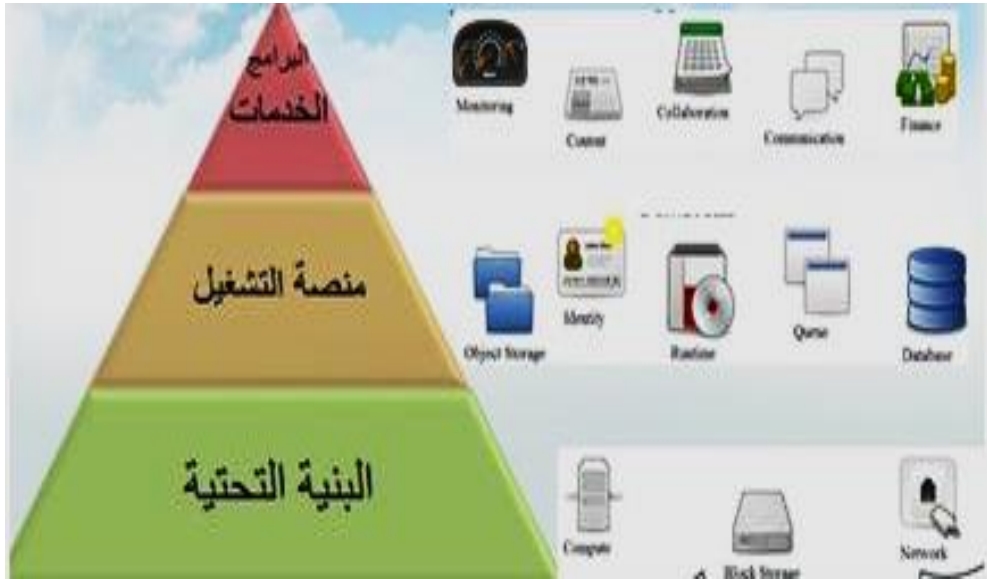 البرامج
الخدمات
Monitoring
Content
Collaboration
Communication
Finance
منصة التشغيل
Object Storage
Identity
Runtime
Queue
Database
البنية التحتية
Compute
Block Storage
Network